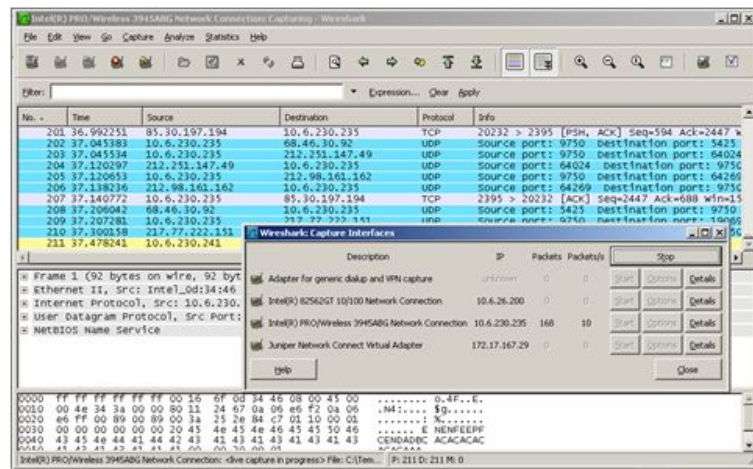 Intel(R) PRO/Wireless 3945ABG Network Connection: Capturing - Wireshark
File Edit View Go Capture Analyze Statistics Help
Filter: Expression... Clear Apply
No. . Time Source Destination Protocol Info
201 36.992251 85.30.197.194 10.6.230.235 TCP 20232 > 2395 [PSH, ACK] Seq=594 Ack=2447 W
202 37.045383 10.6.230.235 68.46.30.92 UDP Source port: 9750 Destination port: 5425
203 37.045534 10.6.230.235 212.251.147.49 UDP Source port: 9750 Destination port: 64024
204 37.120297 212.251.147.49 10.6.230.235 UDP Source port: 64024 Destination port: 9750
205 37.120653 10.6.230.235 212.98.161.162 UDP Source port: 9750 Destination port: 64269
206 37.138236 212.98.161.162 10.6.230.235 UDP Source port: 64269 Destination port: 9750
207 37.140772 10.6.230.235 85.30.197.194 TCP 2395 > 20232 [ACK] Seq=2447 Ack=688 Win=15
208 37.206042 68.46.30.92 10.6.230.235 UDP Source port: 5425 Destination port: 9750
209 37.207281 10.6.230.235 217.77.222.151 UDP Source port: 9750 Destination port: 19069
210 37.300158 217.77.222.151
211 37.478241 10.6.230.241
Wireshark: Capture Interfaces
Description IP Packets Packets/s Stop
Adapter for generic dialup and VPN capture unknown 0 0 Start Options Details
Intel(R) 82562GT 10/100 Network Connection 10.6.26.200 0 0 Start Options Details
Intel(R) PRO/Wireless 3945ABG Network Connection 10.6.230.235 168 10 Start Options Details
Juniper Network Connect Virtual Adapter 172.17.167.29 0 0 Start Options Details
Help Close
Frame 1 (92 bytes on wire, 92 byt
Ethernet II, Src: Intel_0d:34:46
Internet Protocol, Src: 10.6.230.
User Datagram Protocol, Src Port:
NetBIOS Name Service
0000 ff ff ff ff ff ff 00 16 6f 0d 34 46 08 00 45 00 ........ o.4F..E.
0010 00 4e 34 3a 00 00 80 11 24 67 0a 06 e6 f2 0a 06 .N4:.... $g......
0020 e6 ff 00 89 00 89 00 3a 25 2e 84 c7 01 10 00 01
0030 00 00 00 00 00 00 20 45 4e 45 4e 46 45 45 50 46 ...... E NENFEEPF
0040 43 45 4e 44 41 44 42 43 41 43 41 43 41 43 41 43 CENDADBC ACACACAC
Intel(R) PRO/Wireless 3945ABG Network Connection: <live capture in progress> File: C:\Tem... P: 211 D: 211 M: 0